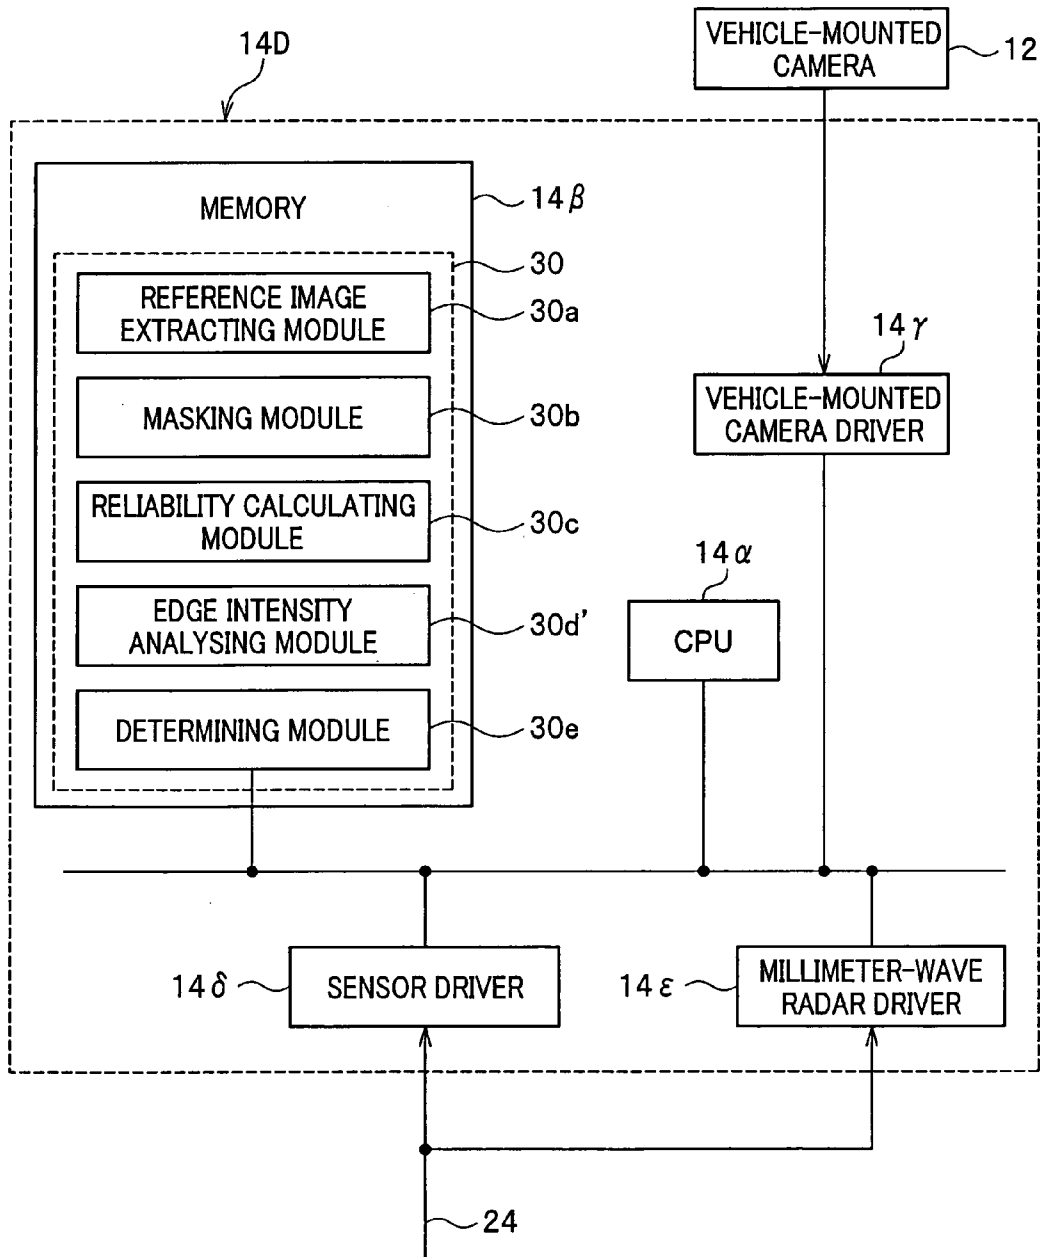 14D
VEHICLE-MOUNTED
CAMERA
12
MEMORY
14β
30
REFERENCE IMAGE
EXTRACTING MODULE
30a
14γ
MASKING MODULE
30b
VEHICLE-MOUNTED
CAMERA DRIVER
RELIABILITY CALCULATING
MODULE
30c
14α
EDGE INTENSITY
ANALYSING MODULE
30d'
CPU
DETERMINING MODULE
30e
14δ
SENSOR DRIVER
14ε
MILLIMETER-WAVE
RADAR DRIVER
24